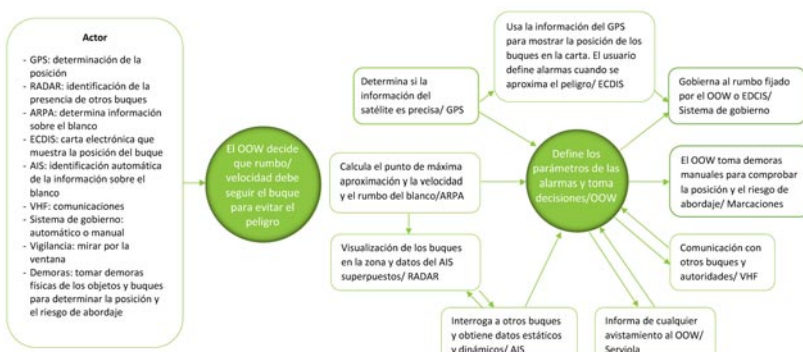 Actor
- GPS: determinación de la
posición
- RADAR: identificación de la
presencia de otros buques
- ARPA: determina información
sobre el blanco
- ECDIS: carta electrónica que
muestra la posición del buque
- AIS: identificación automática
de la información sobre el
blanco
- VHF: comunicaciones
- Sistema de gobierno:
automático o manual
- Vigilancia: mirar por la
ventana
- Demoras: tomar demoras
físicas de los objetos y buques
para determinar la posición y
el riesgo de abordaje
El OOW decide
que rumbo/
velocidad debe
seguir el buque
para evitar el
peligro
Usa la información del GPS
para mostrar la posición de los
buques en la carta. El usuario
define alarmas cuando se
aproxima el peligro/ ECDIS
Determina si la
información del
satélite es precisa/ GPS
Calcula el punto de máxima
aproximación y la velocidad
y el rumbo del blanco/ARPA
Visualización de los buques
en la zona y datos del AIS
superpuestos/ RADAR
Interroga a otros buques
y obtiene datos estáticos
y dinámicos/ AIS
Define los
parámetros de las
alarmas y toma
decisiones/OOW
Gobierna al rumbo fijado
por el OOW o EDCIS/
Sistema de gobierno
El OOW toma demoras
manuales para comprobar
la posición y el riesgo de
abordaje/ Marcaciones
Comunicación con
otros buques y
autoridades/ VHF
Informa de cualquier
avistamiento al OOW/
Serviola